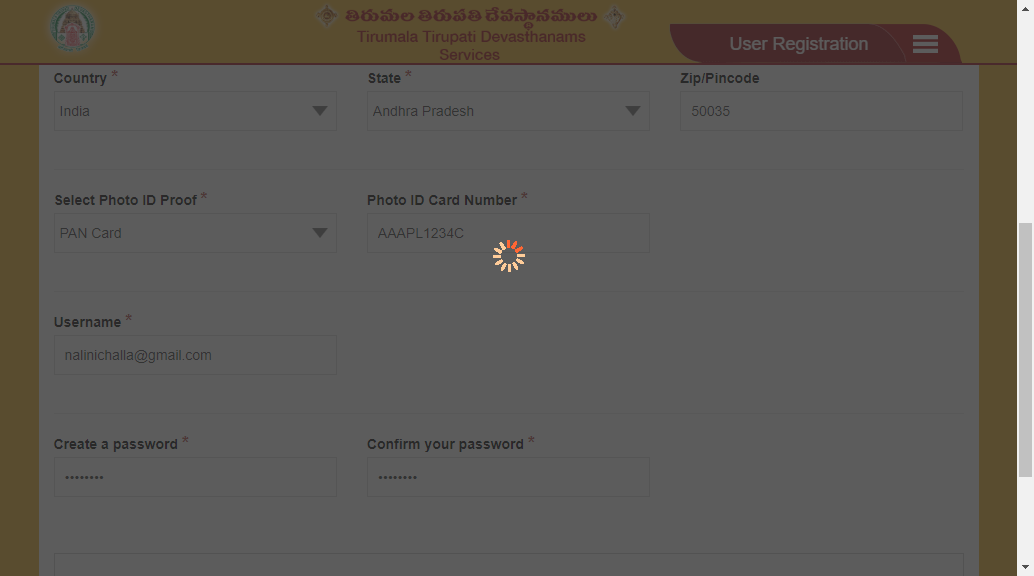 తిరుమల తిరుపతి దేవస్థానములు
Tirumala Tirupati Devasthanams
Services
User Registration
Country *
State *
Zip/Pincode
India
Andhra Pradesh
50035
Select Photo ID Proof *
Photo ID Card Number *
PAN Card
AAAPL1234C
Username *
nalinichalla@gmail.com
Create a password *
Confirm your password *
••••••••
••••••••